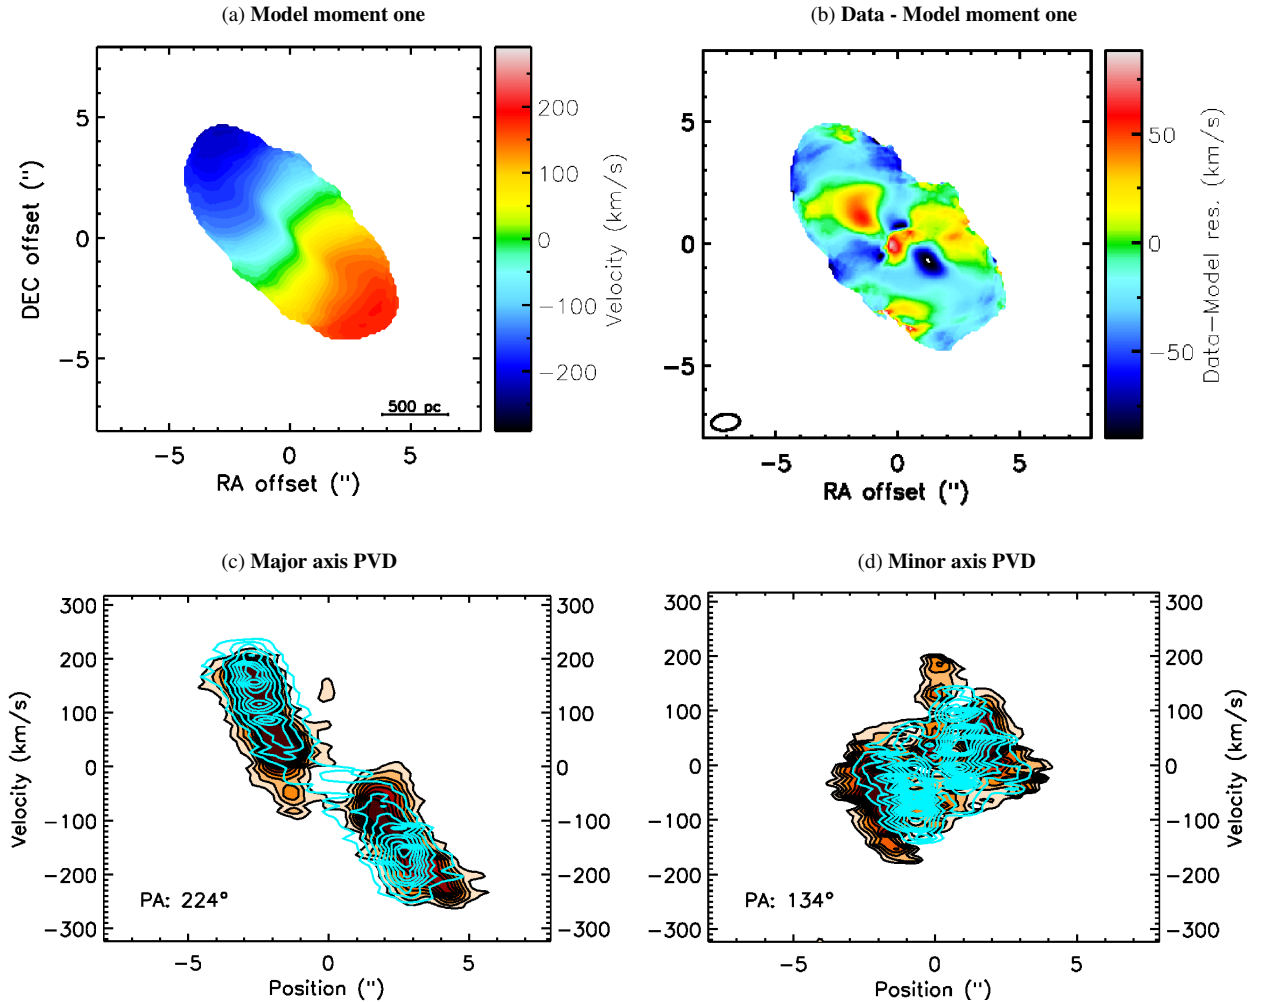 (a) Model moment one
(b) Data - Model moment one
5
0
−5
DEC offset (")
−5 0 5
RA offset (")
500 pc
200
100
0
−100
−200
Velocity (km/s)
5
0
−5
−5 0 5
RA offset (")
50
0
−50
Data−Model res. (km/s)
(c) Major axis PVD
(d) Minor axis PVD
300 300
200 200
100 100
0 0
−100 −100
−200 −200
−300 −300
Velocity (km/s)
PA: 224°
−5 0 5
Position (")
300 300
200 200
100 100
0 0
−100 −100
−200 −200
−300 −300
Velocity (km/s)
PA: 134°
−5 0 5
Position (")